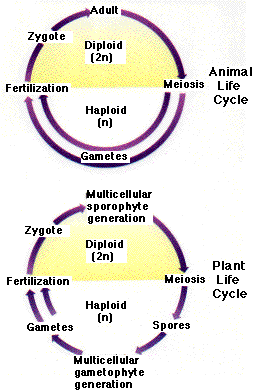 Adult
Zygote
Diploid
(2n)
Fertilization
Meiosis
Animal
Life
Cycle
Haploid
(n)
Gametes
Multicellular
sporophyte
generation
Zygote
Diploid
(2n)
Fertilization
Meiosis
Plant
Life
Cycle
Haploid
(n)
Gametes
Spores
Multicellular
gametophyte
generation